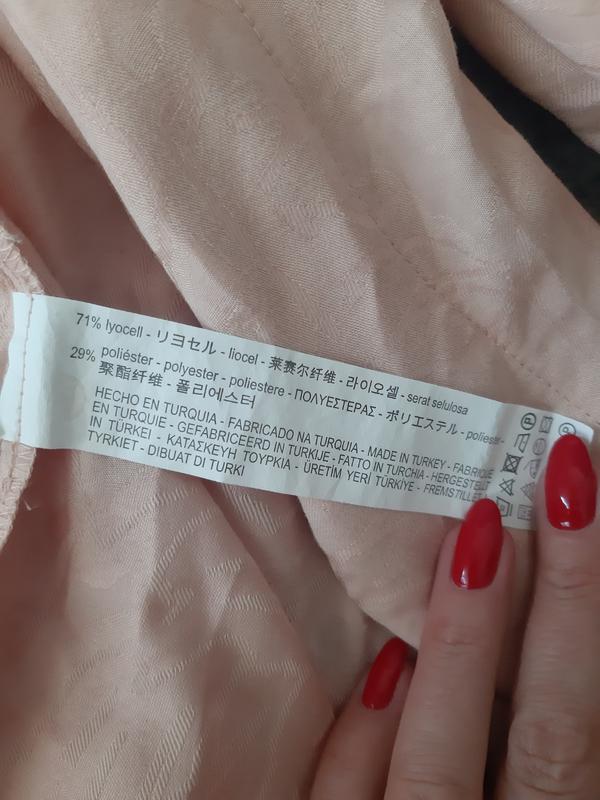 71% lyocell - リヨセル - liocel - 莱赛尔纤维 - 라이오셀 - serat selulosa
29% poliéster - polyester - poliestere - ΠΟΛΥΕΣΤΕΡΑΣ - ポリエステル - poliester -
聚酯纤维 - 폴리에스터
HECHO EN TURQUIA - FABRICADO NA TURQUIA - MADE IN TURKEY - FABRIQUÉ
EN TURQUIE - GEFABRICEERD IN TURKIJE - FATTO IN TURCHIA - HERGESTELLT
IN TÜRKEI - ΚΑΤΑΣΚΕΥΗ ΤΟΥΡΚΙΑ - ÜRETİM YERİ TÜRKİYE - FREMSTILLET
TYRKIET - DIBUAT DI TURKI